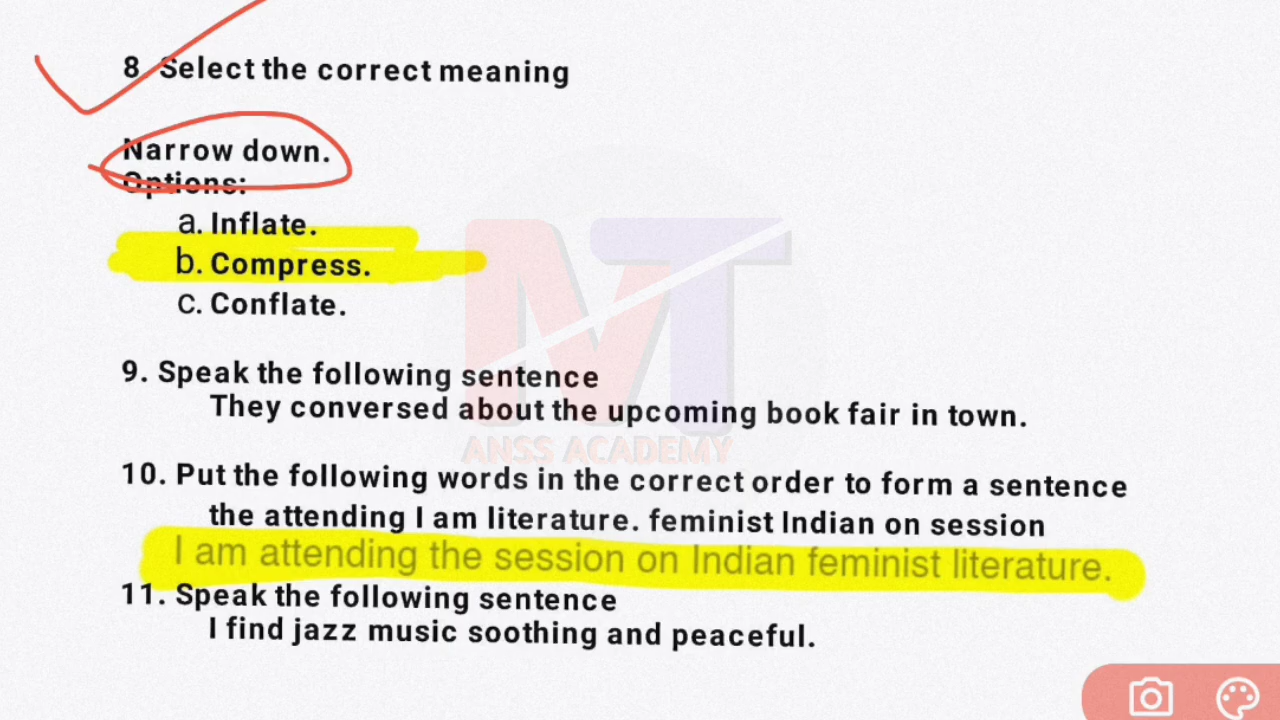 8. Select the correct meaning
Narrow down.
Options:
a. Inflate.
b. Compress.
c. Conflate.
MT
ANSS ACADEMY
9. Speak the following sentence
They conversed about the upcoming book fair in town.
10. Put the following words in the correct order to form a sentence
the attending I am literature. feminist Indian on session
I am attending the session on Indian feminist literature.
11. Speak the following sentence
I find jazz music soothing and peaceful.